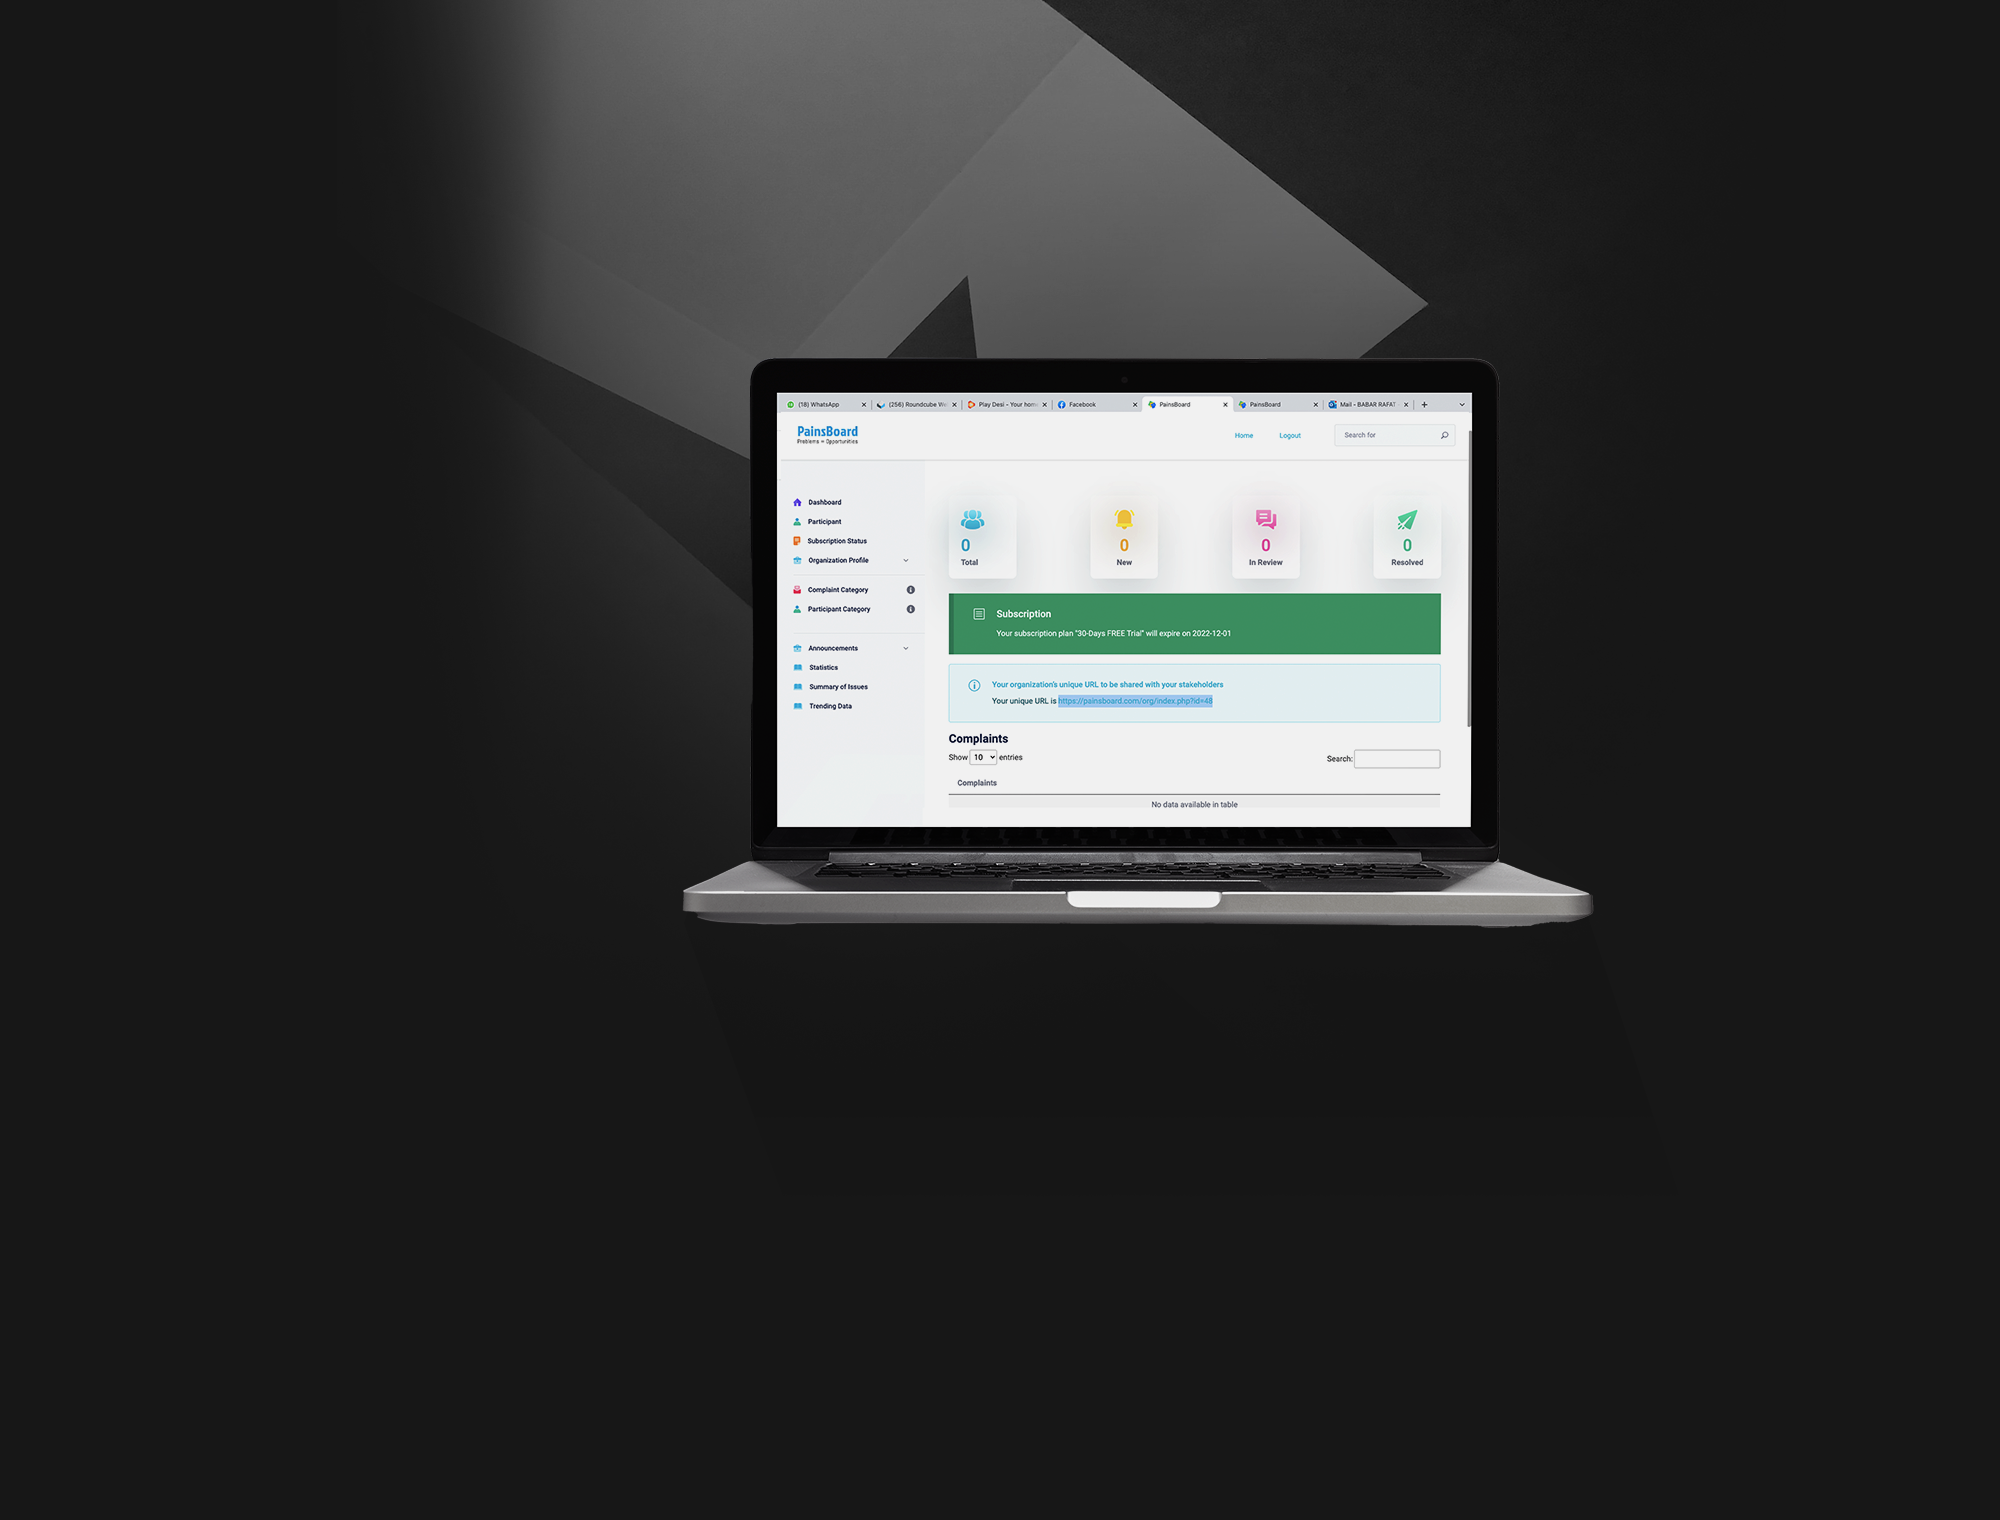 (18) WhatsApp
(256) Roundcube We
Play Desi - Your hom
Facebook
PainsBoard
PainsBoard
Mail - BABAR RAFAT
PainsBoard
Problems = Opportunities
Home
Logout
Search for
Dashboard
Participant
Subscription Status
Organization Profile
Complaint Category
Participant Category
Announcements
Statistics
Summary of Issues
Trending Data
0
Total
0
New
0
In Review
0
Resolved
Subscription
Your subscription plan "30-Days FREE Trial" will expire on 2022-12-01
Your organization's unique URL to be shared with your stakeholders
Your unique URL is https://painsboard.com/org/index.php?id=48
Complaints
Show 10 entries
Search:
Complaints
No data available in table